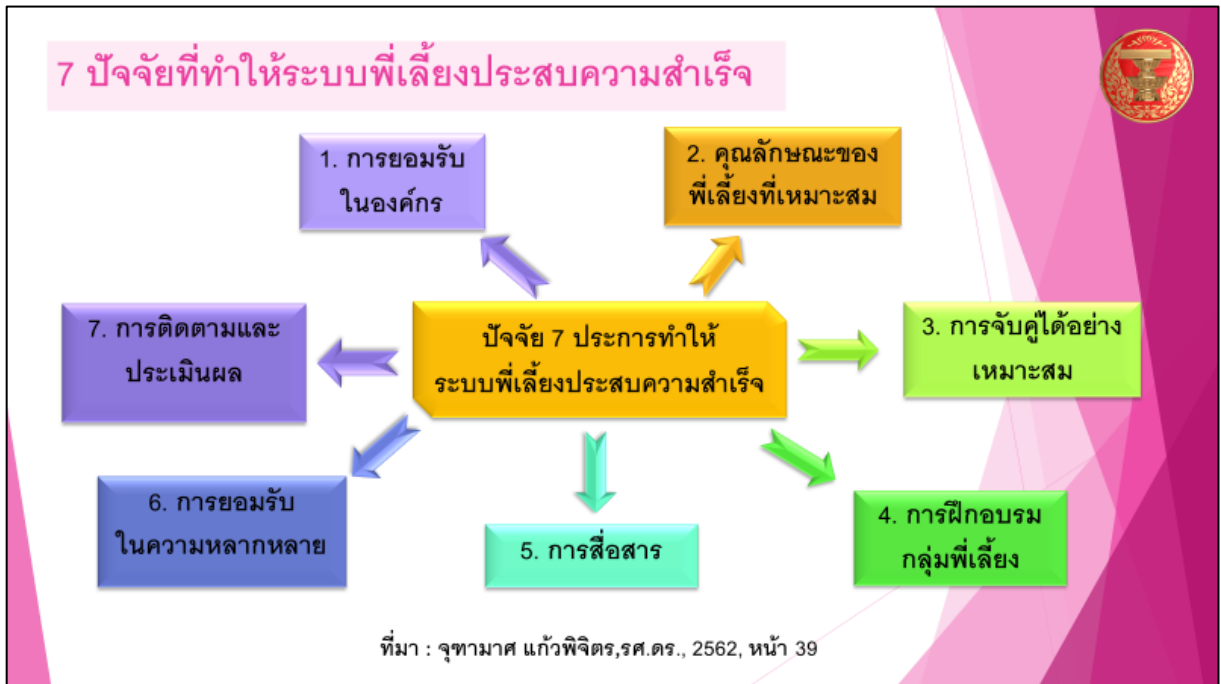 7 ปัจจัยที่ทำให้ระบบพี่เลี้ยงประสบความสำเร็จ
1. การยอมรับ
ในองค์กร
2. คุณลักษณะของ
พี่เลี้ยงที่เหมาะสม
7. การติดตามและ
ประเมินผล
ปัจจัย 7 ประการทำให้
ระบบพี่เลี้ยงประสบความสำเร็จ
3. การจับคู่ได้อย่าง
เหมาะสม
6. การยอมรับ
ในความหลากหลาย
5. การสื่อสาร
4. การฝึกอบรม
กลุ่มพี่เลี้ยง
ที่มา : จุฑามาศ แก้วพิจิตร,รศ.ดร., 2562, หน้า 39